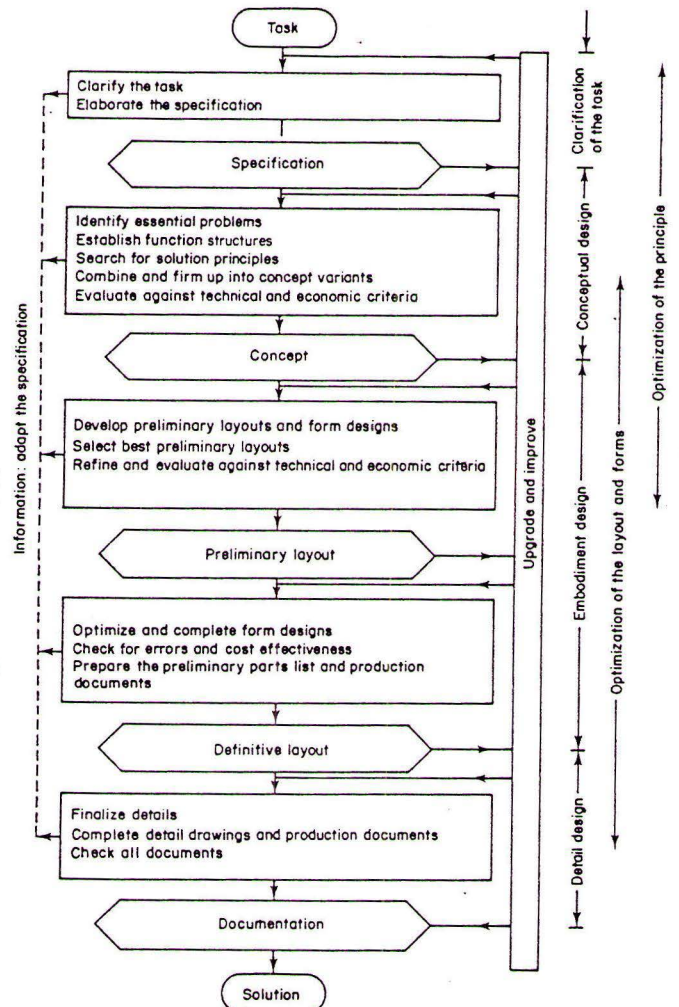 Task
Clarify the task
Elaborate the specification
Specification
Identify essential problems
Establish function structures
Search for solution principles
Combine and firm up into concept variants
Evaluate against technical and economic criteria
Concept
Develop preliminary layouts and form designs
Select best preliminary layouts
Refine and evaluate against technical and economic criteria
Preliminary layout
Optimize and complete form designs
Check for errors and cost effectiveness
Prepare the preliminary parts list and production
documents
Definitive layout
Finalize details
Complete detail drawings and production documents
Check all documents
Documentation
Solution
Information: adapt the specification
Upgrade and improve
Clarification
of the task
Conceptual design
Embodiment design
Detail design
Optimization of the layout and forms
Optimization of the principle